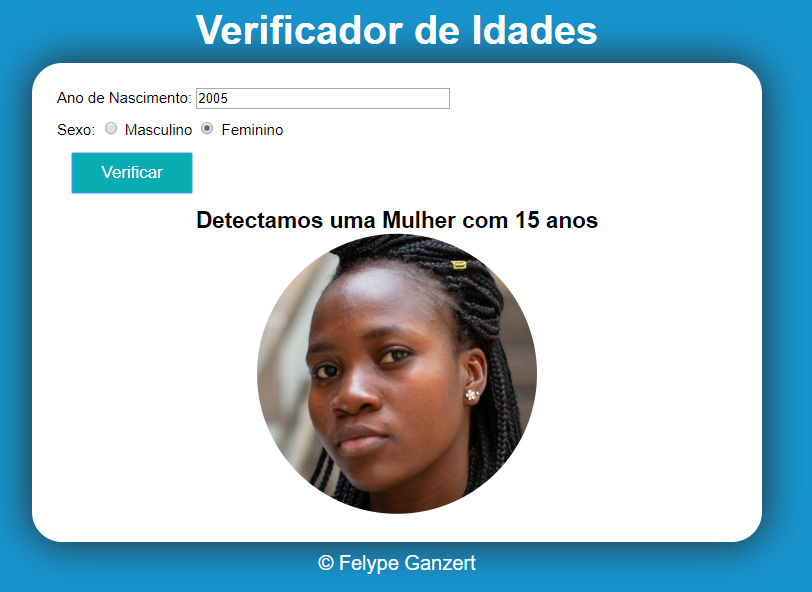 Verificador de Idades
Ano de Nascimento: 2005
Sexo: Masculino Feminino
Verificar
Detectamos uma Mulher com 15 anos
© Felype Ganzert